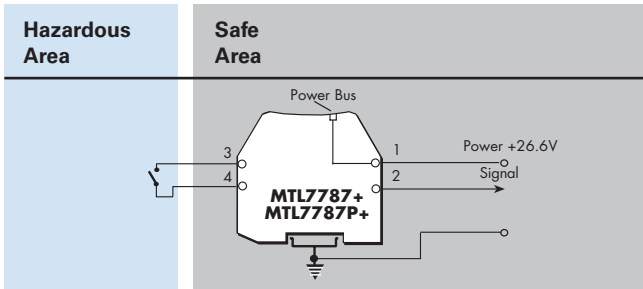 Hazardous
Area
Safe
Area
Power Bus
3
4
1
2
Power +26.6V
Signal
MTL7787+
MTL7787P+